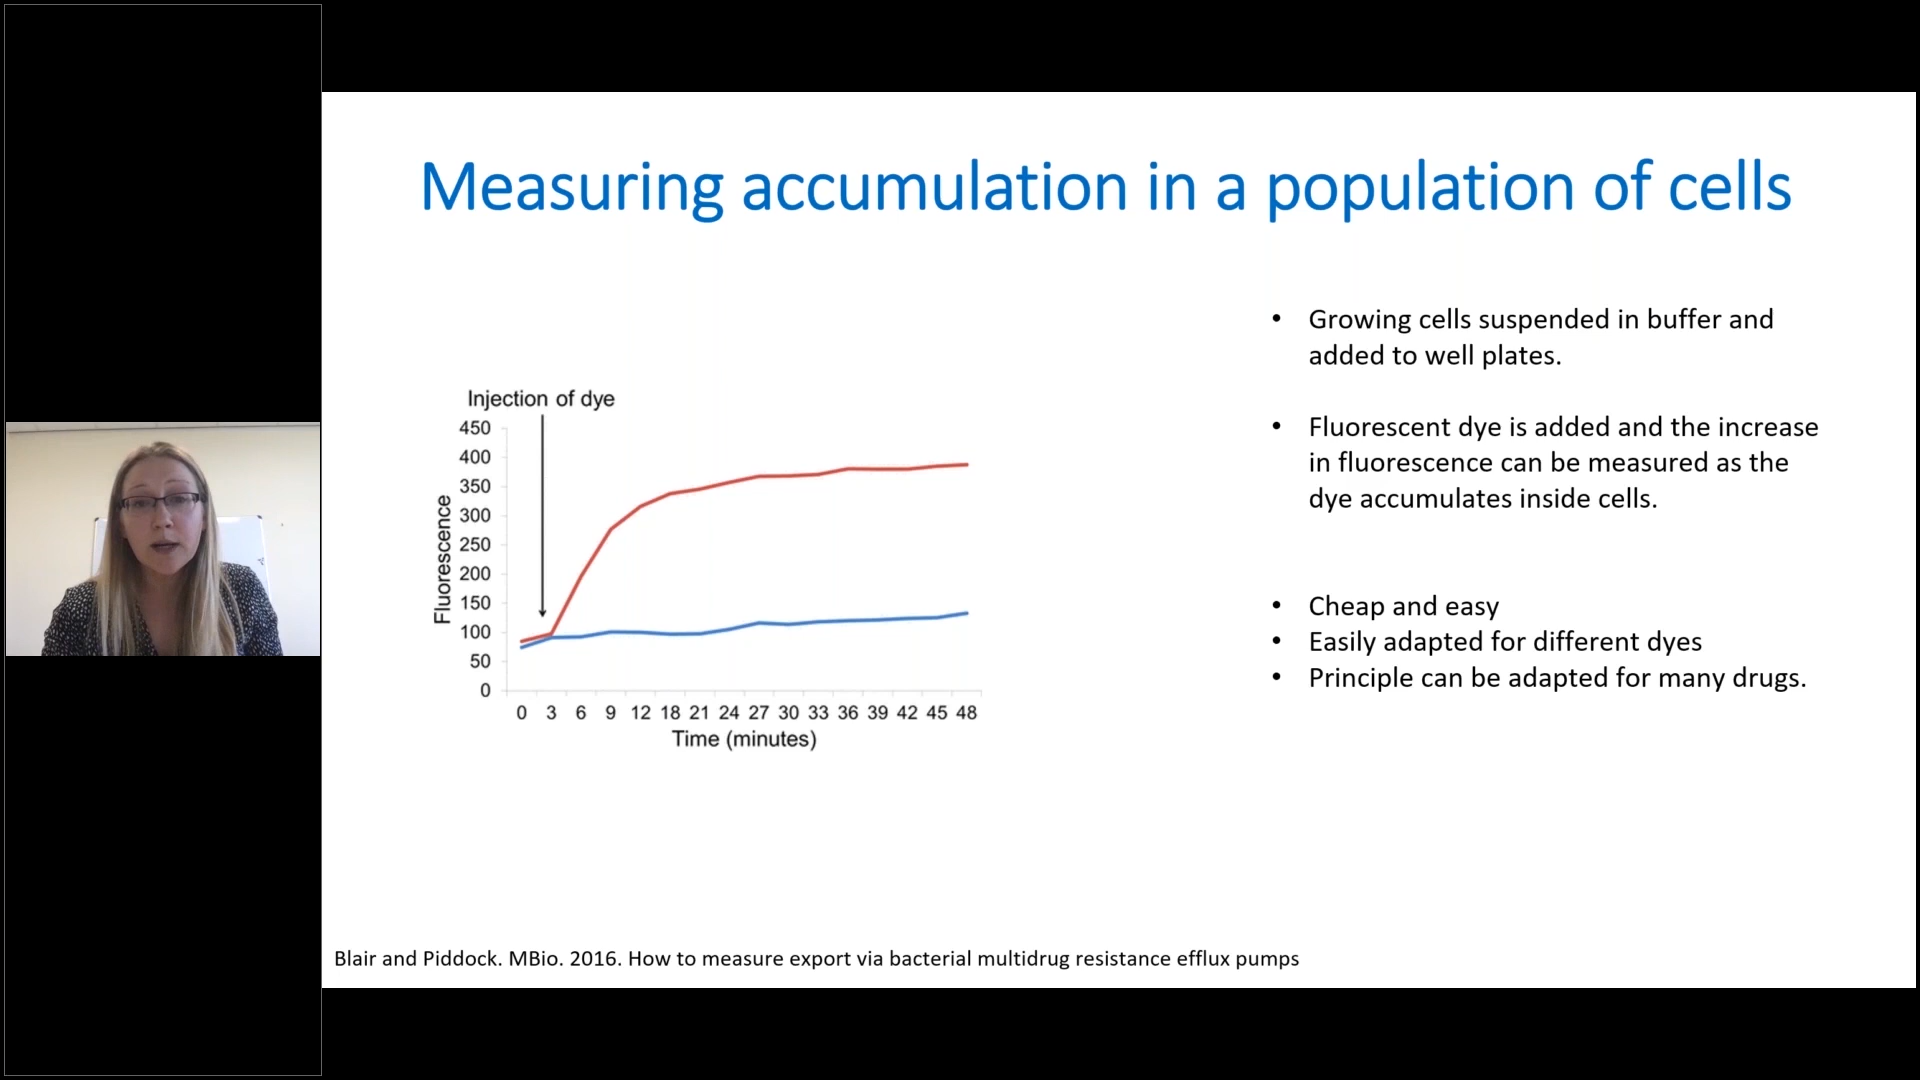 Measuring accumulation in a population of cells
Injection of dye
450
400
350
300
250
200
150
100
50
0
Fluorescence
0 3 6 9 12 18 21 24 27 30 33 36 39 42 45 48
Time (minutes)
• Growing cells suspended in buffer and
added to well plates.
• Fluorescent dye is added and the increase
in fluorescence can be measured as the
dye accumulates inside cells.
• Cheap and easy
• Easily adapted for different dyes
• Principle can be adapted for many drugs.
Blair and Piddock. MBio. 2016. How to measure export via bacterial multidrug resistance efflux pumps